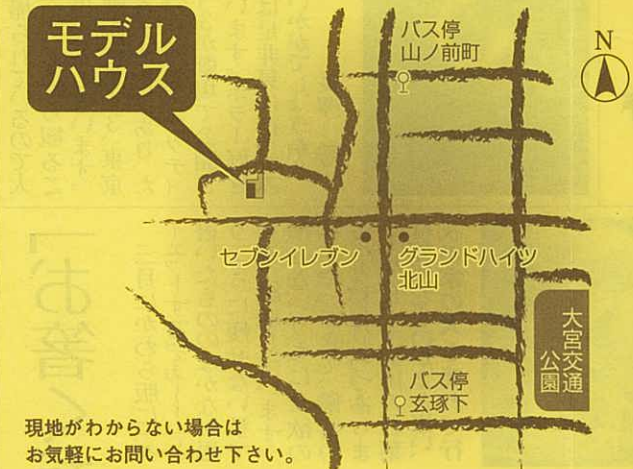 モデル
ハウス
バス停
山ノ前町
N
セブンイレブン
グランドハイツ
北山
大宮交通
公園
バス停
玄琢下
現地がわからない場合は
お気軽にお問い合わせ下さい。